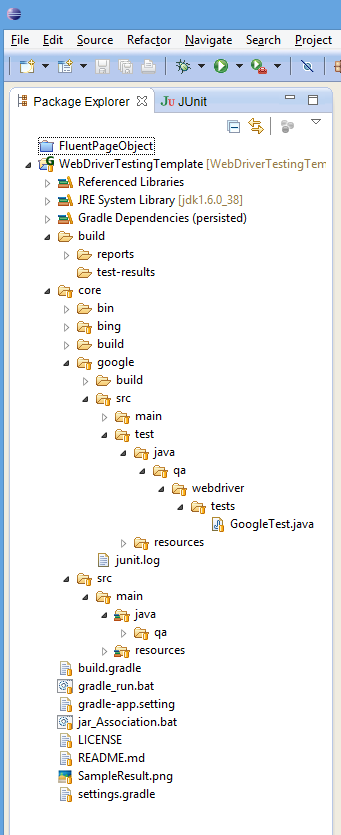 File Edit Source Refactor Navigate Search Project
Package Explorer JUnit
FluentPageObject
WebDriverTestingTemplate [WebDriverTestingTem
Referenced Libraries
JRE System Library [jdk1.6.0_38]
Gradle Dependencies (persisted)
build
reports
test-results
core
bin
bing
build
google
build
src
main
test
java
qa
webdriver
tests
GoogleTest.java
resources
junit.log
src
main
java
qa
resources
build.gradle
gradle_run.bat
gradle-app.setting
jar_Association.bat
LICENSE
README.md
SampleResult.png
settings.gradle